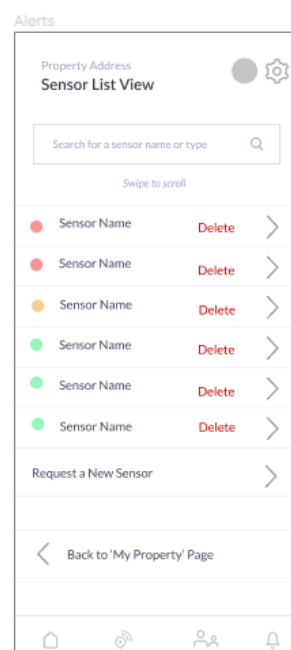 Alerts
Property Address
Sensor List View
Search for a sensor name or type
Swipe to scroll
Sensor Name Delete
Sensor Name Delete
Sensor Name Delete
Sensor Name Delete
Sensor Name Delete
Sensor Name Delete
Request a New Sensor
Back to 'My Property' Page